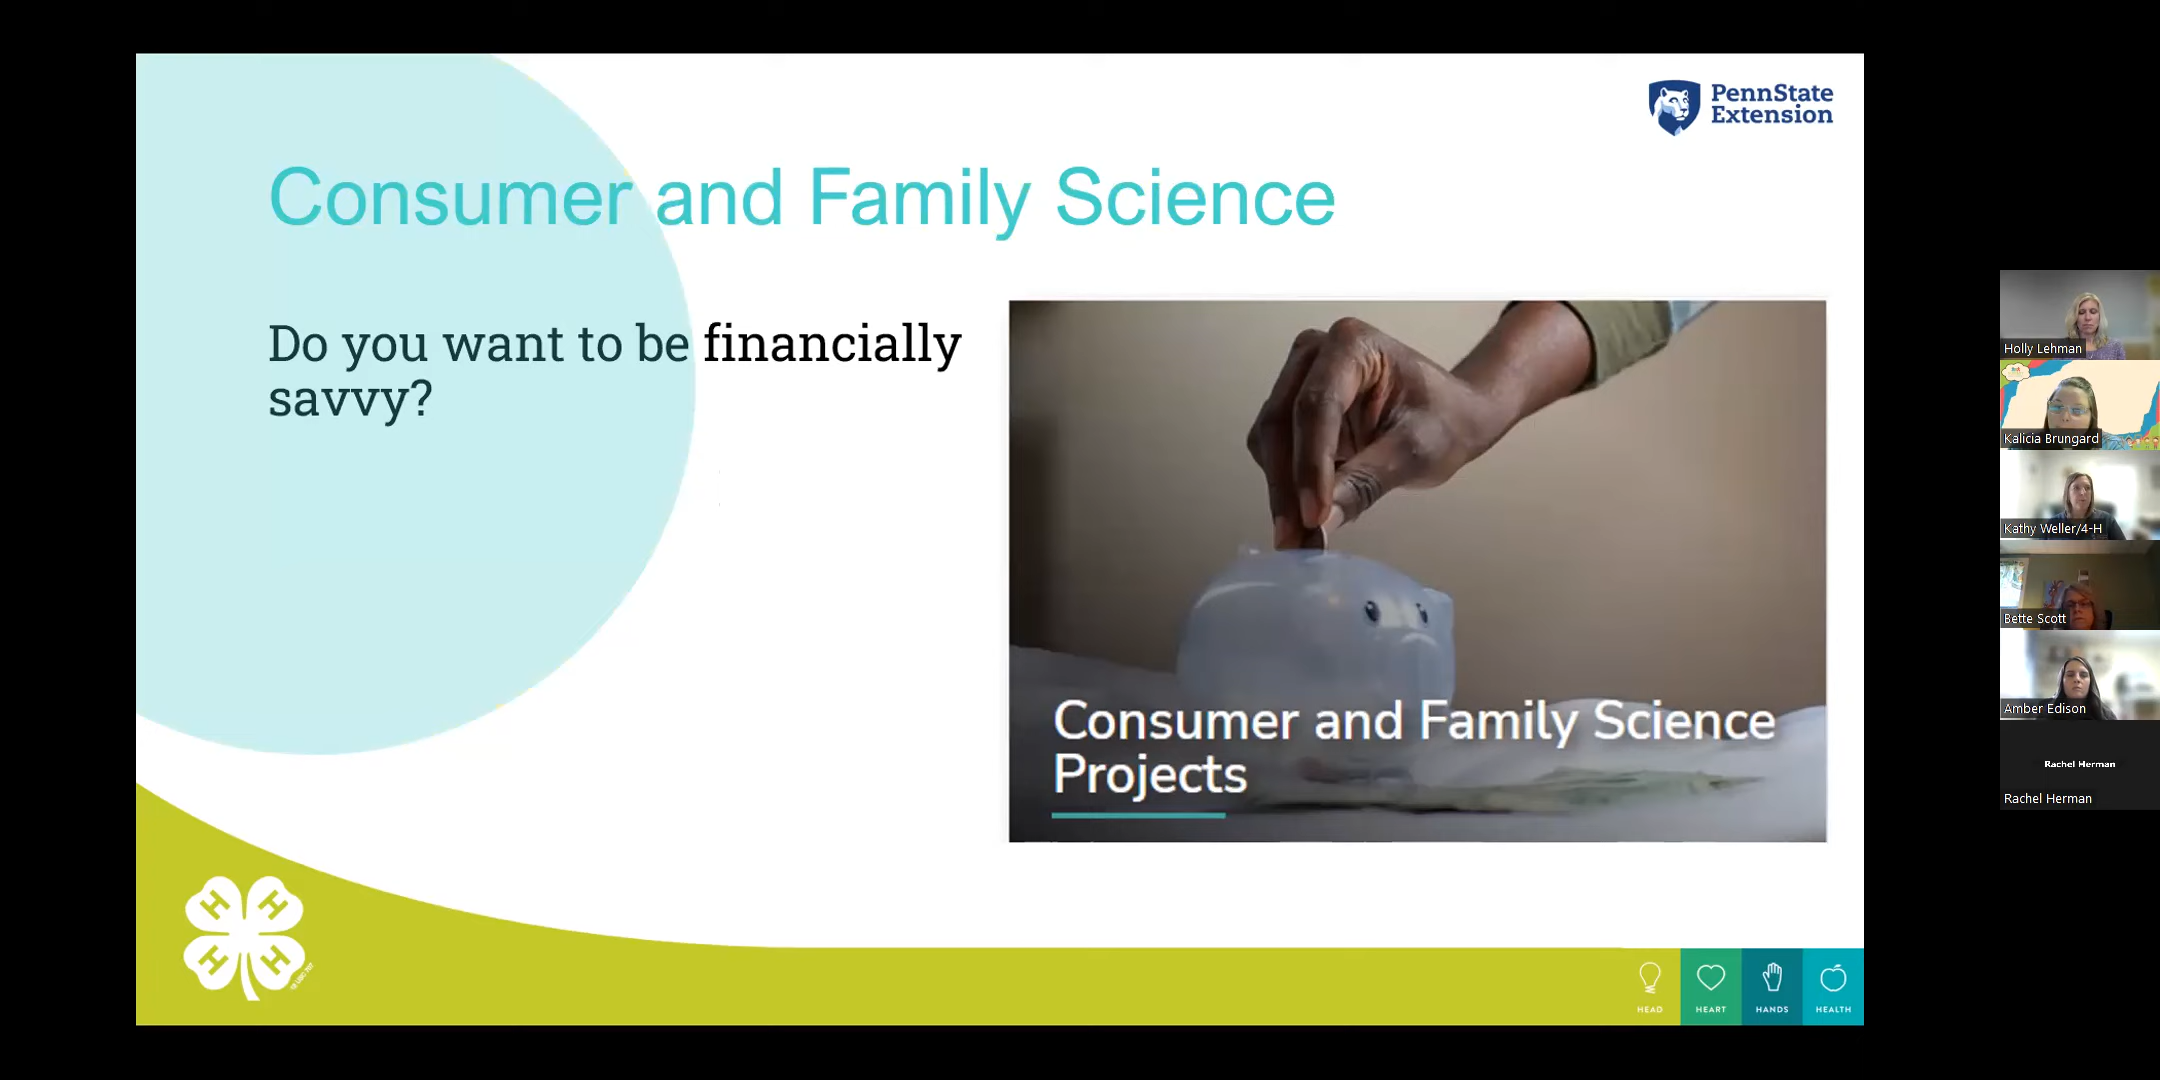 PennState
Extension
Consumer and Family Science
Do you want to be financially
savvy?
Consumer and Family Science
Projects
H H
H H
HEAD
HEART
HANDS
HEALTH
Holly Lehman
Kalicia Brungard
Kathy Weller/4-H
Bette Scott
Amber Edison
Rachel Herman
Rachel Herman